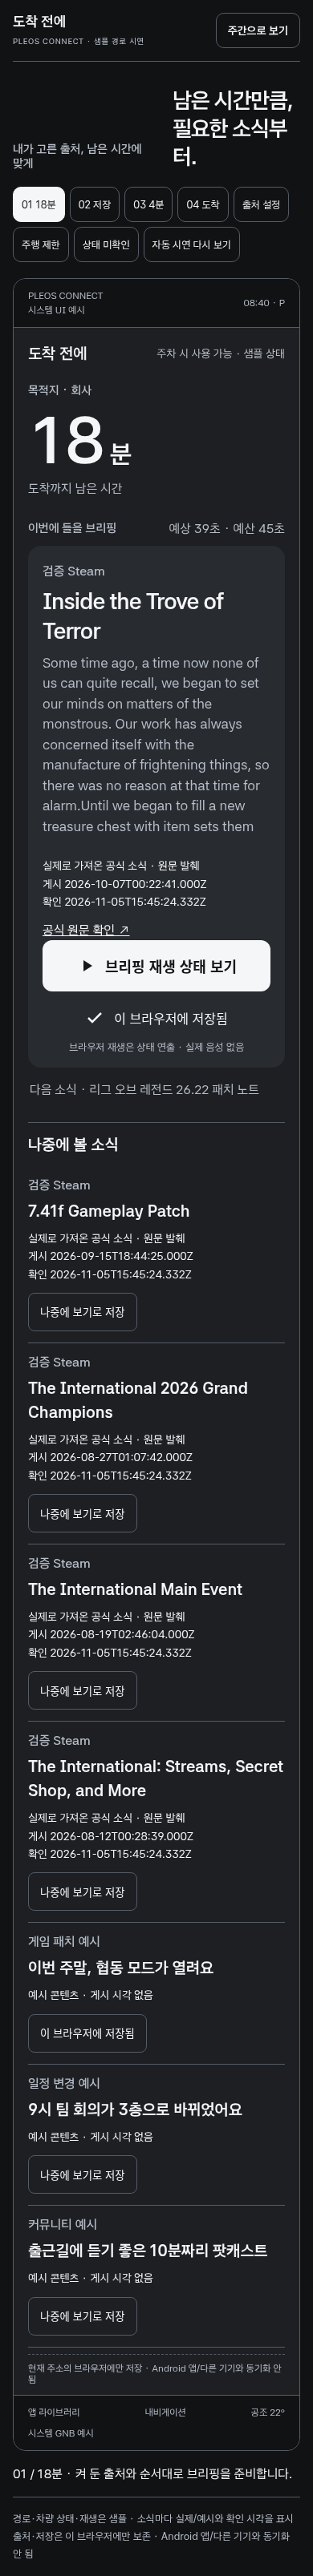 도착 전에
PLEOS CONNECT · 샘플 경로 시연
주간으로 보기
내가 고른 출처, 남은 시간에
맞게
남은 시간만큼,
필요한 소식부
터.
01 18분
02 저장
03 4분
04 도착
출처 설정
주행 제한
상태 미확인
자동 시연 다시 보기
PLEOS CONNECT
시스템 UI 예시
08:40 · P
도착 전에
주차 시 사용 가능 · 샘플 상태
목적지 · 회사
18분
도착까지 남은 시간
이번에 들을 브리핑
예상 39초 · 예산 45초
검증 Steam
Inside the Trove of
Terror
Some time ago, a time now none of
us can quite recall, we began to set
our minds on matters of the
monstrous. Our work has always
concerned itself with the
manufacture of frightening things, so
there was no reason at that time for
alarm.Until we began to fill a new
treasure chest with item sets them
실제로 가져온 공식 소식 · 원문 발췌
게시 2026-10-07T00:22:41.000Z
확인 2026-11-05T15:45:24.332Z
공식 원문 확인 ↗
브리핑 재생 상태 보기
이 브라우저에 저장됨
브라우저 재생은 상태 연출 · 실제 음성 없음
다음 소식 · 리그 오브 레전드 26.22 패치 노트
나중에 볼 소식
검증 Steam
7.41f Gameplay Patch
실제로 가져온 공식 소식 · 원문 발췌
게시 2026-09-15T18:44:25.000Z
확인 2026-11-05T15:45:24.332Z
나중에 보기로 저장
검증 Steam
The International 2026 Grand
Champions
실제로 가져온 공식 소식 · 원문 발췌
게시 2026-08-27T01:07:42.000Z
확인 2026-11-05T15:45:24.332Z
나중에 보기로 저장
검증 Steam
The International Main Event
실제로 가져온 공식 소식 · 원문 발췌
게시 2026-08-19T02:46:04.000Z
확인 2026-11-05T15:45:24.332Z
나중에 보기로 저장
검증 Steam
The International: Streams, Secret
Shop, and More
실제로 가져온 공식 소식 · 원문 발췌
게시 2026-08-12T00:28:39.000Z
확인 2026-11-05T15:45:24.332Z
나중에 보기로 저장
게임 패치 예시
이번 주말, 협동 모드가 열려요
예시 콘텐츠 · 게시 시각 없음
이 브라우저에 저장됨
일정 변경 예시
9시 팀 회의가 3층으로 바뀌었어요
예시 콘텐츠 · 게시 시각 없음
나중에 보기로 저장
커뮤니티 예시
출근길에 듣기 좋은 10분짜리 팟캐스트
예시 콘텐츠 · 게시 시각 없음
나중에 보기로 저장
현재 주소의 브라우저에만 저장 · Android 앱/다른 기기와 동기화 안
됨
앱 라이브러리
내비게이션
공조 22°
시스템 GNB 예시
01 / 18분 · 켜 둔 출처와 순서대로 브리핑을 준비합니다.
경로·차량 상태·재생은 샘플 · 소식마다 실제/예시와 확인 시각을 표시
출처·저장은 이 브라우저에만 보존 · Android 앱/다른 기기와 동기화
안 됨